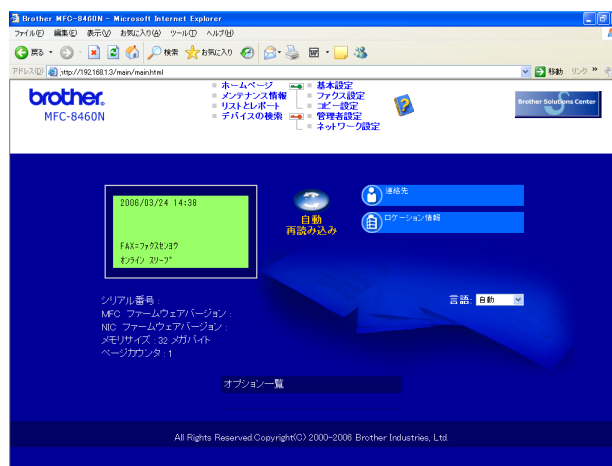 Brother MFC-8460N - Microsoft Internet Explorer
ファイル(F) 編集(E) 表示(V) お気に入り(A) ツール(T) ヘルプ(H)
戻る 検索 お気に入り
アドレス(D) http://192.168.1.3/main/main.html 移動 リンク
brother.
MFC-8460N
ホームページ
メンテナンス情報
リストとレポート
デバイスの検索
基本設定
ファクス設定
コピー設定
管理者設定
ネットワーク設定
Brother Solutions Center
2006/03/24 14:38
FAX=ファクスセンヨウ
オンライン スリープ
自動
再読み込み
連絡先
ロケーション情報
シリアル番号 :
MFC ファームウェアバージョン :
NIC ファームウェアバージョン :
メモリサイズ : 32 メガバイト
ページカウンタ : 1
言語: 自動
オプション一覧
All Rights Reserved.Copyright(C) 2000-2006 Brother Industries, Ltd.